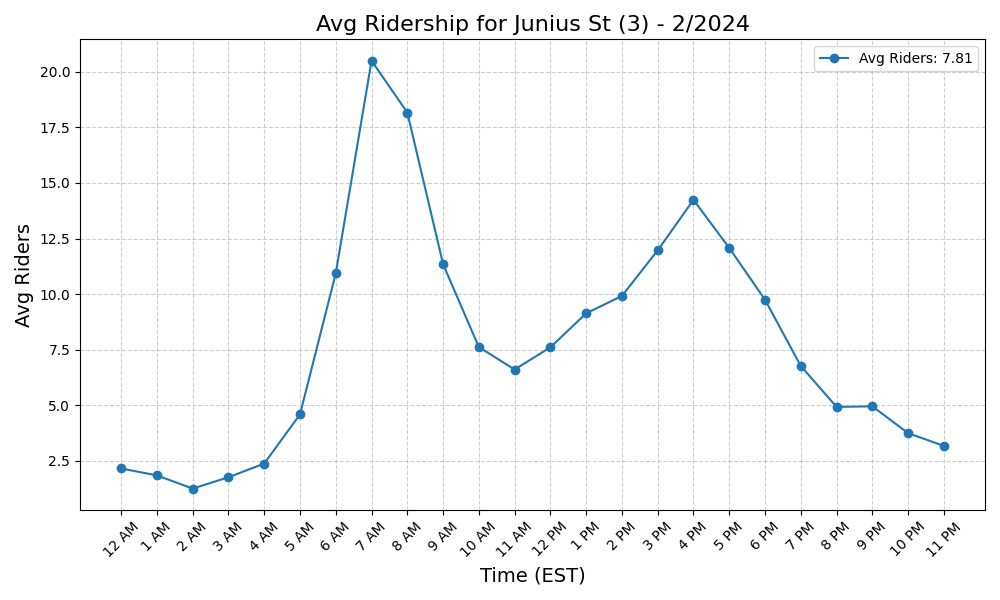 Avg Ridership for Junius St (3) - 2/2024
Avg Riders: 7.81
Avg Riders
20.0
17.5
15.0
12.5
10.0
7.5
5.0
2.5
12 AM
1 AM
2 AM
3 AM
4 AM
5 AM
6 AM
7 AM
8 AM
9 AM
10 AM
11 AM
12 PM
1 PM
2 PM
3 PM
4 PM
5 PM
6 PM
7 PM
8 PM
9 PM
10 PM
11 PM
Time (EST)